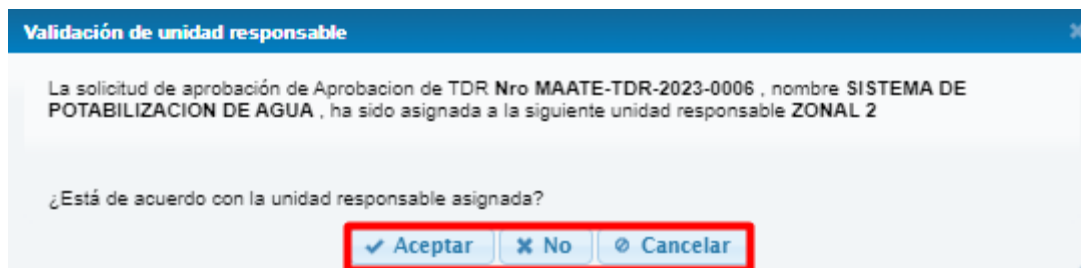 Validación de unidad responsable
La solicitud de aprobación de Aprobacion de TDR Nro MAATE-TDR-2023-0006 , nombre SISTEMA DE
POTABILIZACIÓN DE AGUA , ha sido asignada a la siguiente unidad responsable ZONAL 2
¿Está de acuerdo con la unidad responsable asignada?
Aceptar No Cancelar